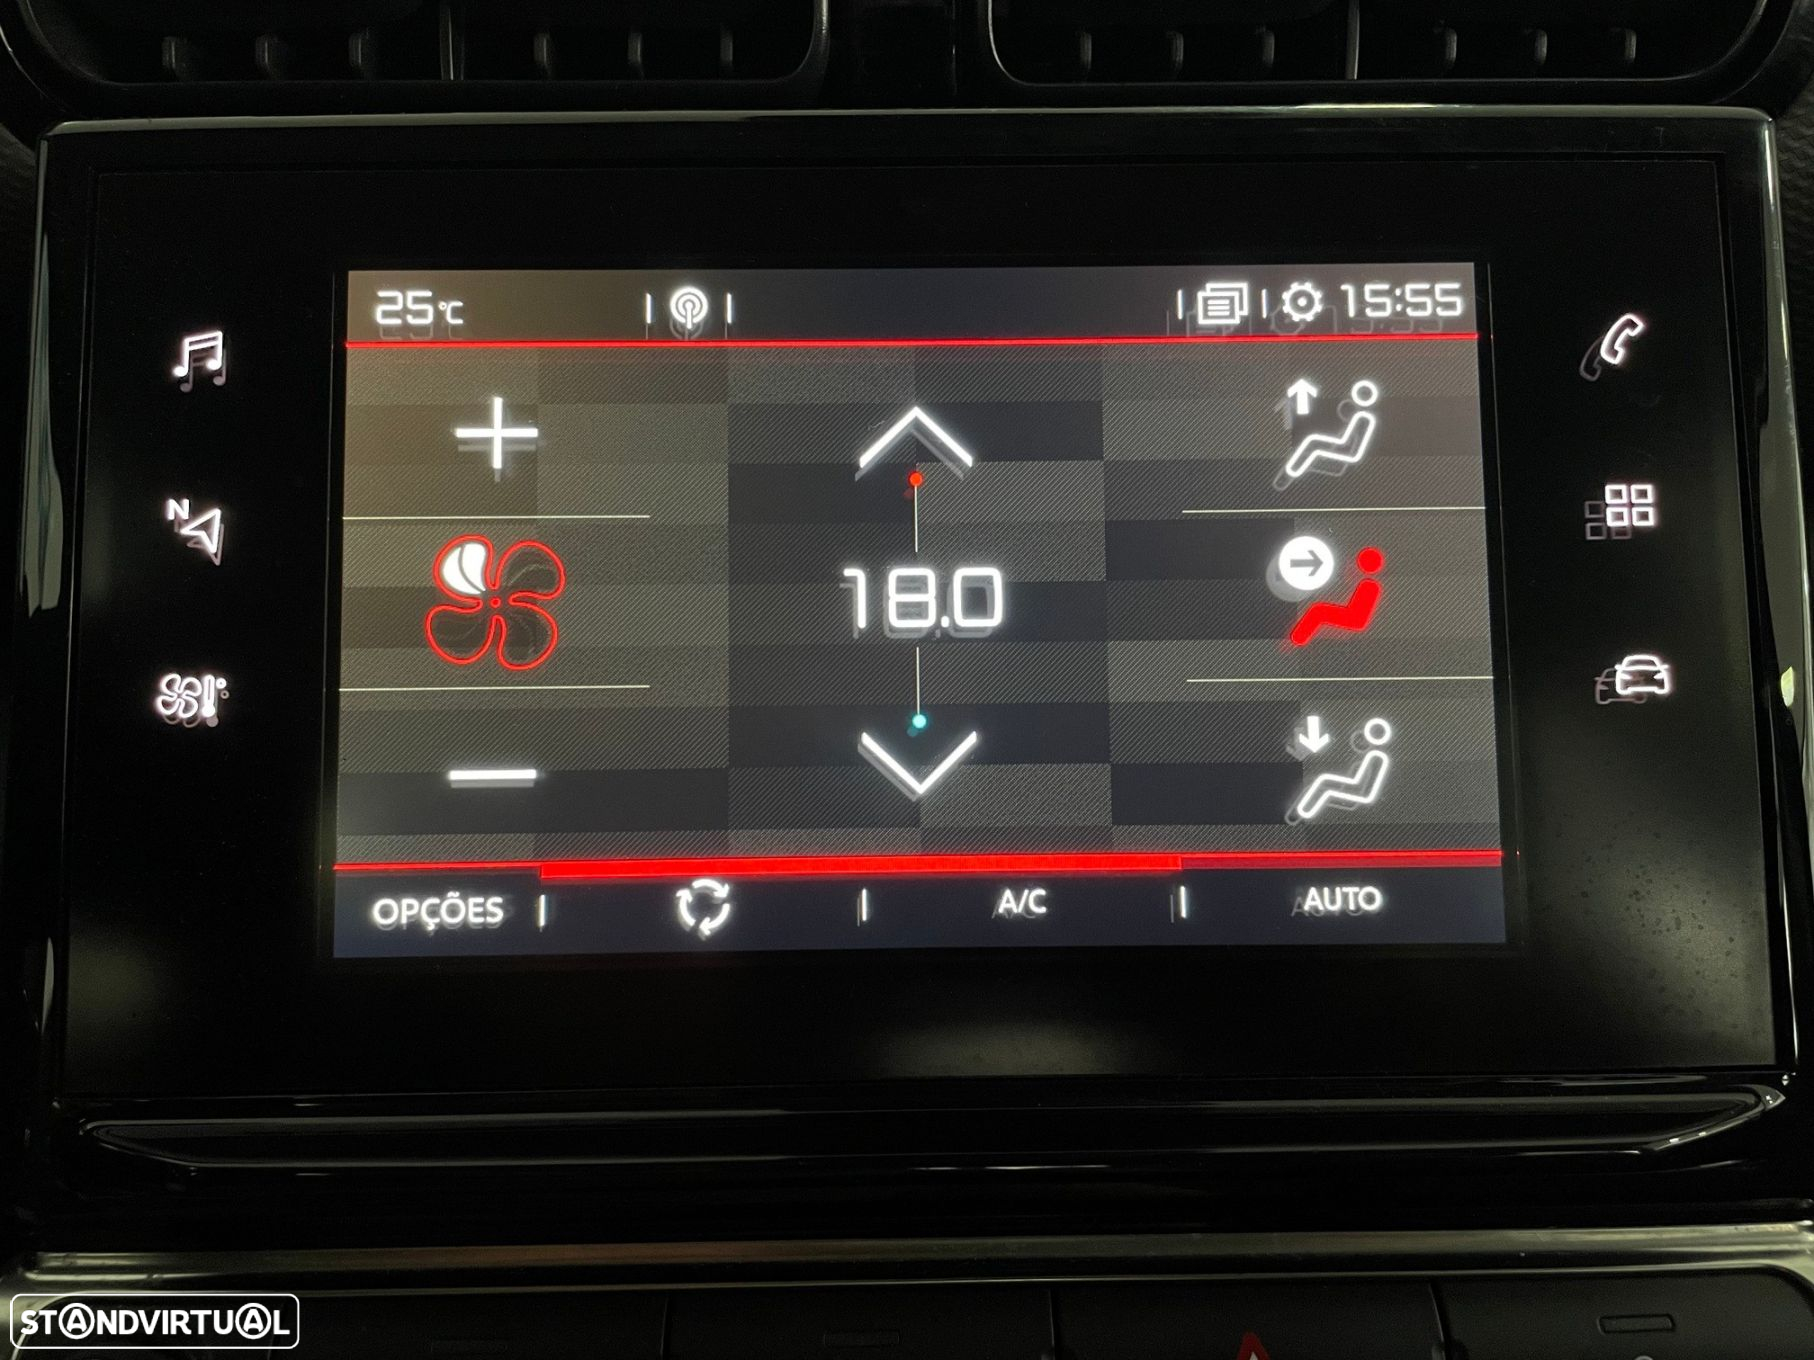 25°C
15:55
N
18.0
OPÇÕES
A/C
AUTO
STANDVIRTUAL